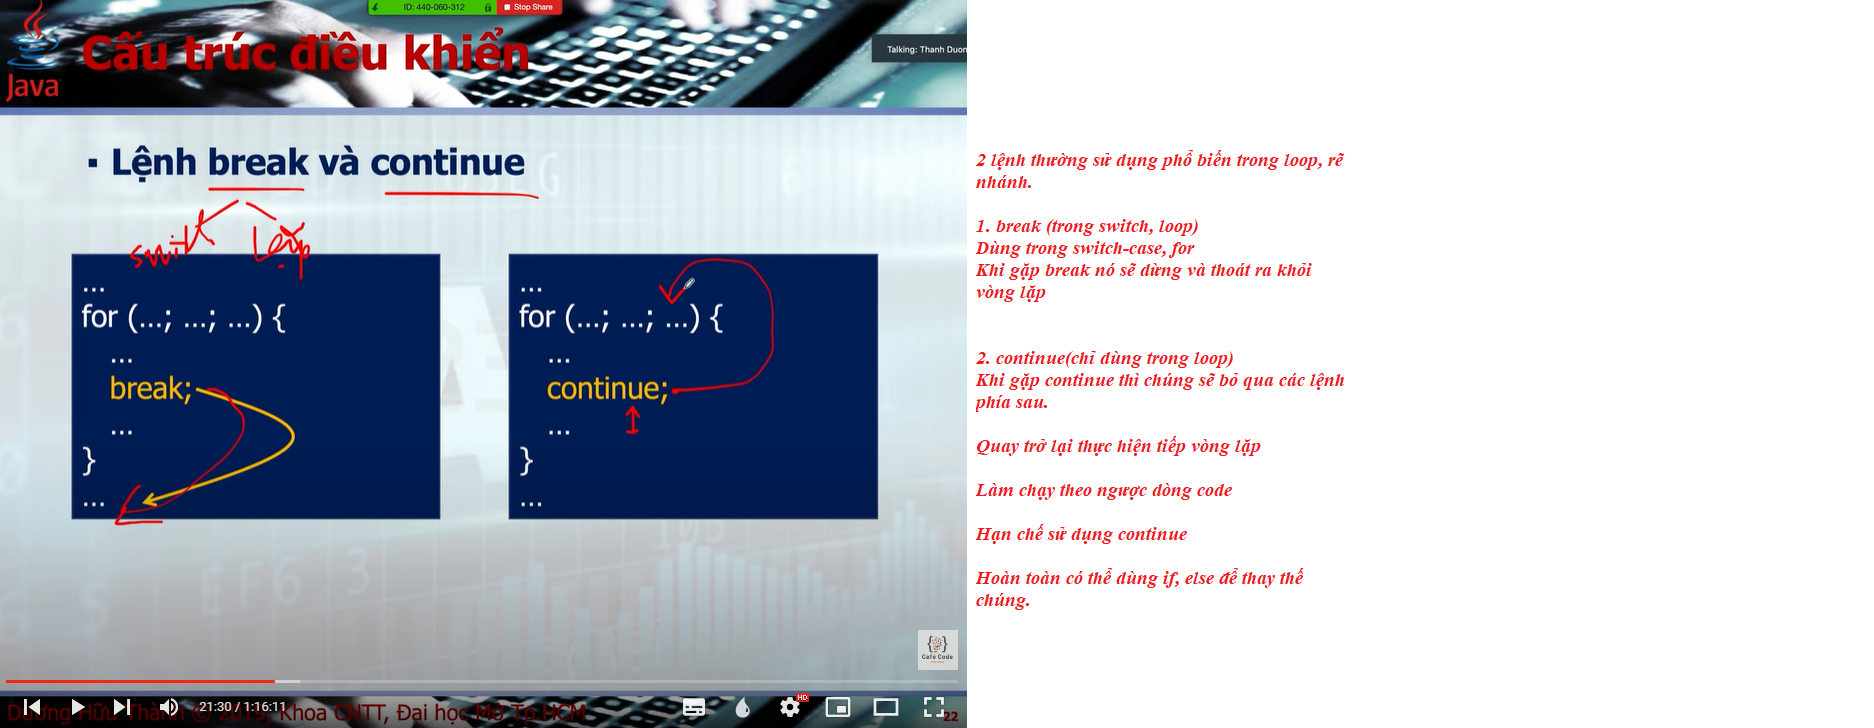 ID: 440-060-312
Stop Share
Cấu trúc điều khiển
Talking: Thanh Duon
Java
▪ Lệnh break và continue
switk lặp
...
for (...; ...; ...) {
...
break;
...
}
...
...
for (...; ...; ...) {
...
continue;
...
}
...
2 lệnh thường sử dụng phổ biến trong loop, rẽ
nhánh.
1. break (trong switch, loop)
Dùng trong switch-case, for
Khi gặp break nó sẽ dừng và thoát ra khỏi
vòng lặp
2. continue(chỉ dùng trong loop)
Khi gặp continue thì chúng sẽ bỏ qua các lệnh
phía sau.
Quay trở lại thực hiện tiếp vòng lặp
Làm chạy theo ngược dòng code
Hạn chế sử dụng continue
Hoàn toàn có thể dùng if, else để thay thế
chúng.
{ }
Café Code
EF6 3
21:30 / 1:16:11
HD
Dương Hữu Thành © 2019, Khoa CNTT, Đại học Mở Tp.HCM
22